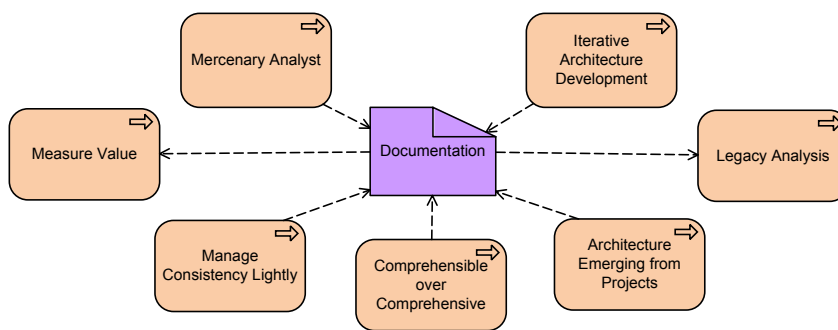 Mercenary Analyst
Iterative
Architecture
Development
Measure Value
Documentation
Legacy Analysis
Manage
Consistency Lightly
Comprehensible
over
Comprehensive
Architecture
Emerging from
Projects